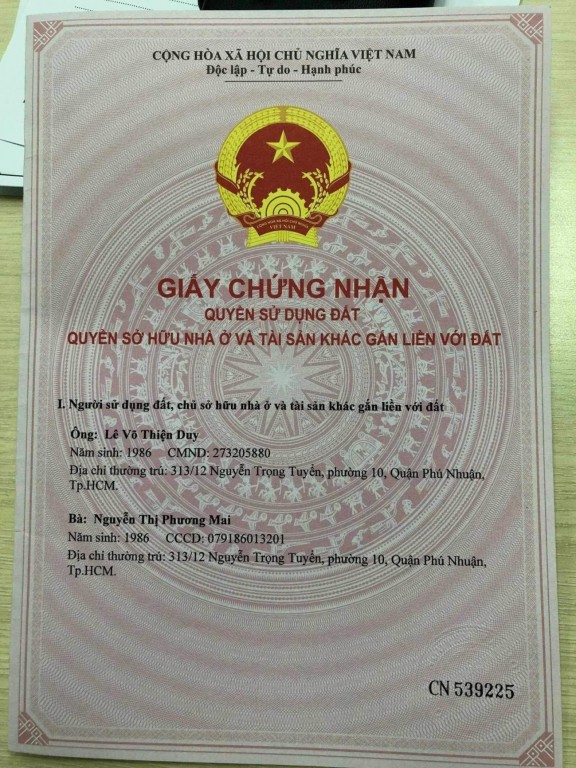 CỘNG HÒA XÃ HỘI CHỦ NGHĨA VIỆT NAM
Độc lập - Tự do - Hạnh phúc
VIỆT NAM
GIẤY CHỨNG NHẬN
QUYỀN SỬ DỤNG ĐẤT
QUYỀN SỞ HỮU NHÀ Ở VÀ TÀI SẢN KHÁC GẮN LIỀN VỚI ĐẤT
I. Người sử dụng đất, chủ sở hữu nhà ở và tài sản khác gắn liền với đất
Ông: Lê Võ Thiện Duy
Năm sinh: 1986 CMND: 273205880
Địa chỉ thường trú: 313/12 Nguyễn Trọng Tuyển, phường 10, Quận Phú Nhuận,
Tp.HCM.
Bà: Nguyễn Thị Phương Mai
Năm sinh: 1986 CCCD: 079186013201
Địa chỉ thường trú: 313/12 Nguyễn Trọng Tuyển, phường 10, Quận Phú Nhuận,
Tp.HCM.
CN 539225